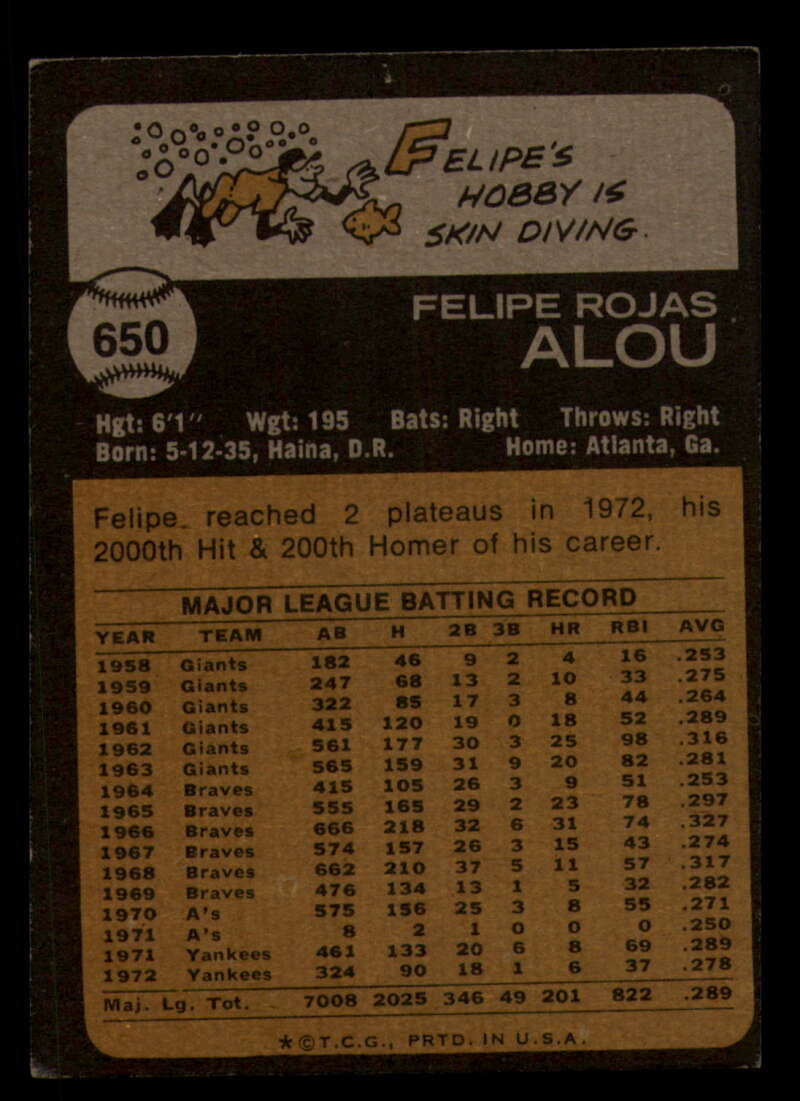 FELIPE'S
HOBBY IS
SKIN DIVING.
650
FELIPE ROJAS
ALOU
Hgt: 6'1" Wgt: 195 Bats: Right Throws: Right
Born: 5-12-35, Haina, D.R. Home: Atlanta, Ga.
Felipe reached 2 plateaus in 1972, his
2000th Hit & 200th Homer of his career.
MAJOR LEAGUE BATTING RECORD
YEAR TEAM AB H 2B 3B HR RBI AVG
1958 Giants 182 46 9 2 4 16 .253
1959 Giants 247 68 13 2 10 33 .275
1960 Giants 322 85 17 3 8 44 .264
1961 Giants 415 120 19 0 18 52 .289
1962 Giants 561 177 30 3 25 98 .316
1963 Giants 565 159 31 9 20 82 .281
1964 Braves 415 105 26 3 9 51 .253
1965 Braves 555 165 29 2 23 78 .297
1966 Braves 666 218 32 6 31 74 .327
1967 Braves 574 157 26 3 15 43 .274
1968 Braves 662 210 37 5 11 57 .317
1969 Braves 476 134 13 1 5 32 .282
1970 A's 575 156 25 3 8 55 .271
1971 A's 8 2 1 0 0 0 .250
1971 Yankees 461 133 20 6 8 69 .289
1972 Yankees 324 90 18 1 6 37 .278
Maj. Lg. Tot. 7008 2025 346 49 201 822 .289
*©T.C.G., PRTD. IN U.S.A.